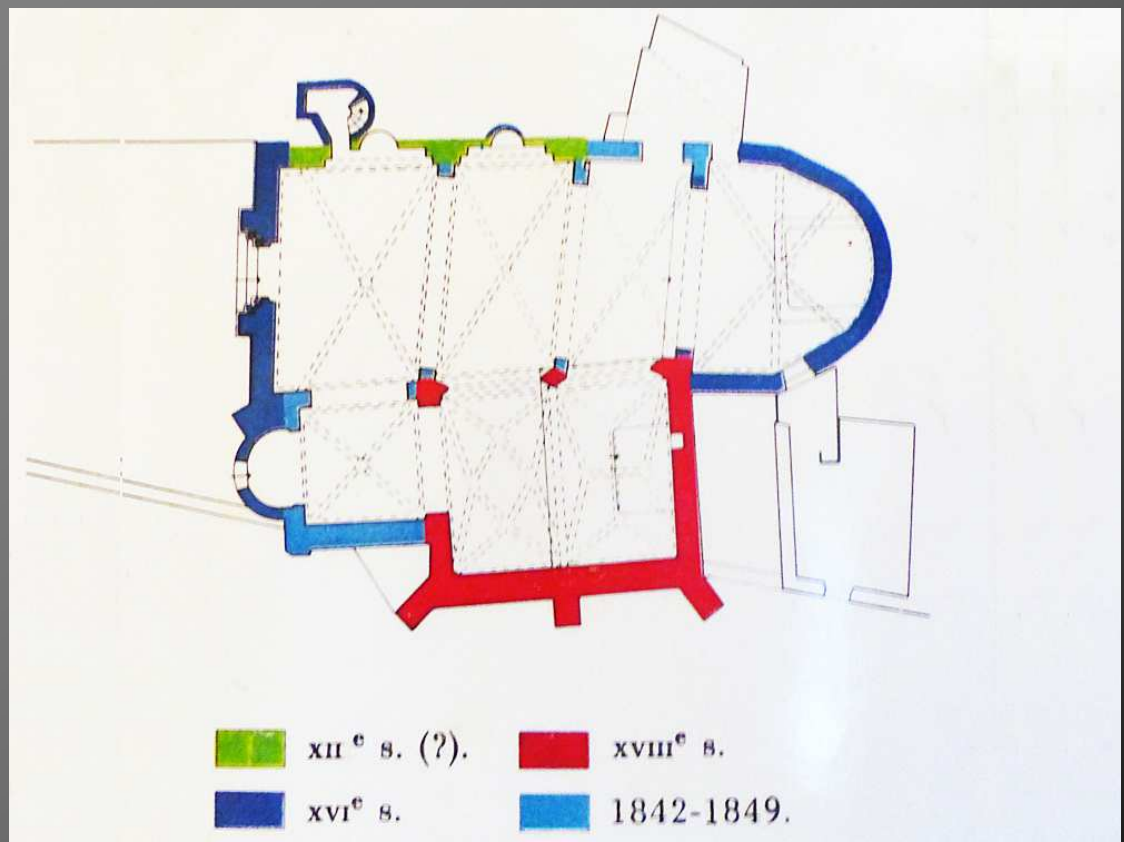 XIIᵉ s. (?).
XVIIIᵉ s.
XVIᵉ s.
1842-1849.